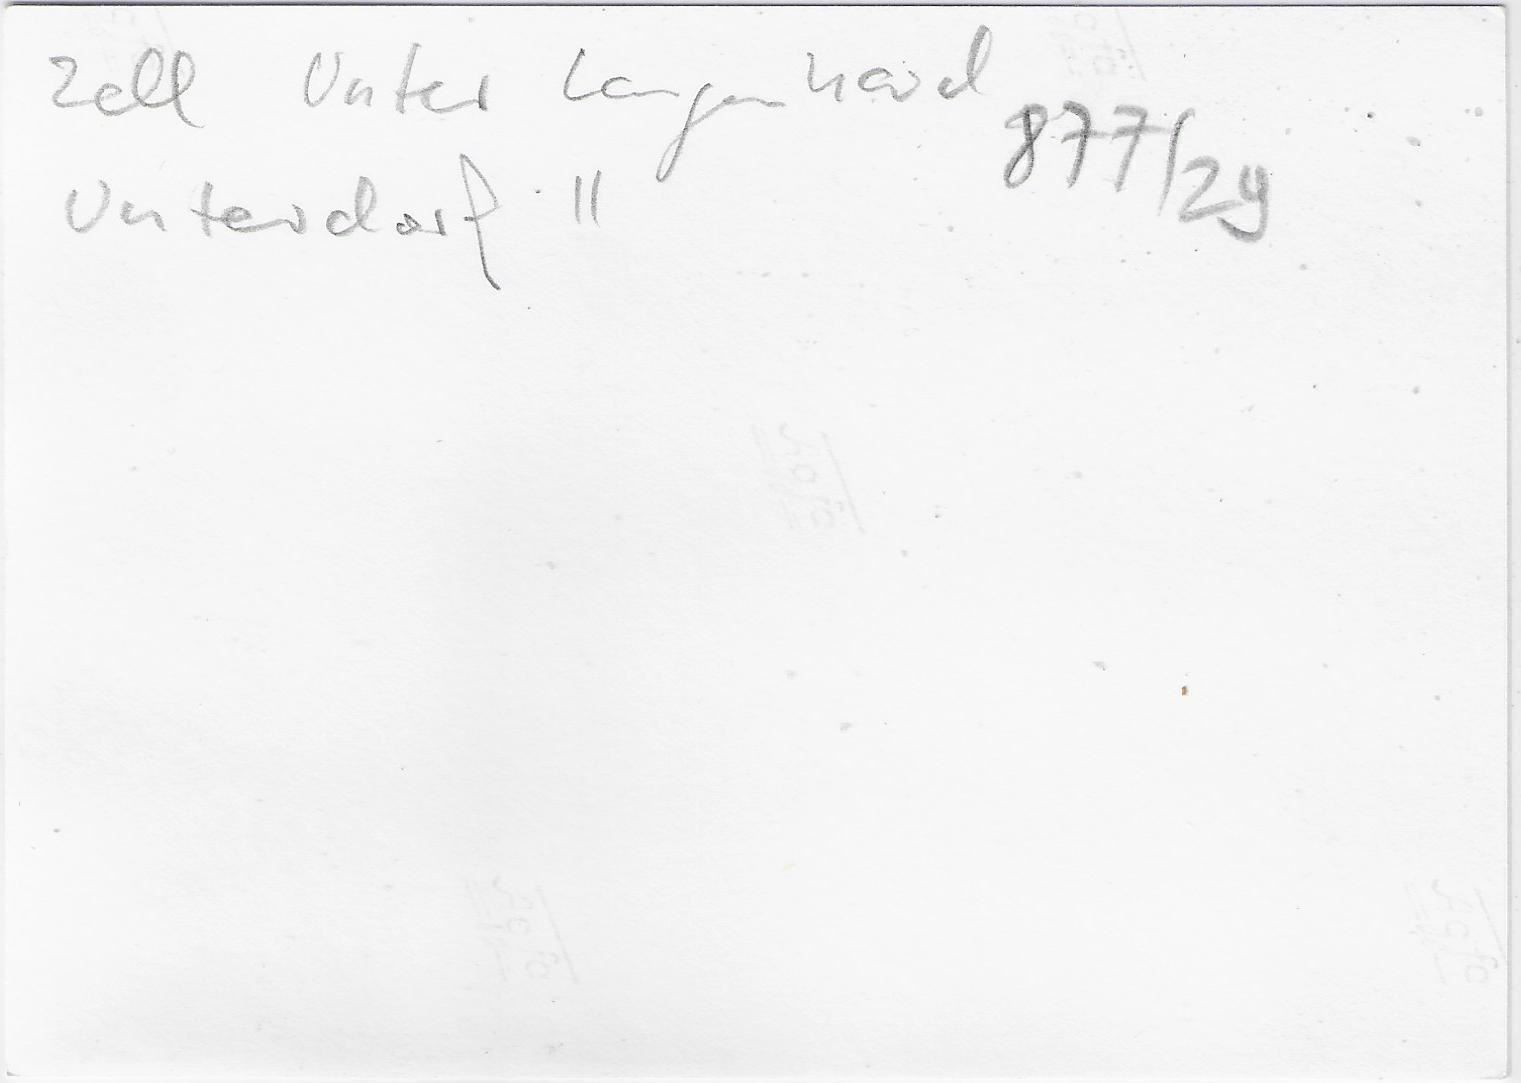 Zell Unter Langenhard
877/29
Unterdorf 11